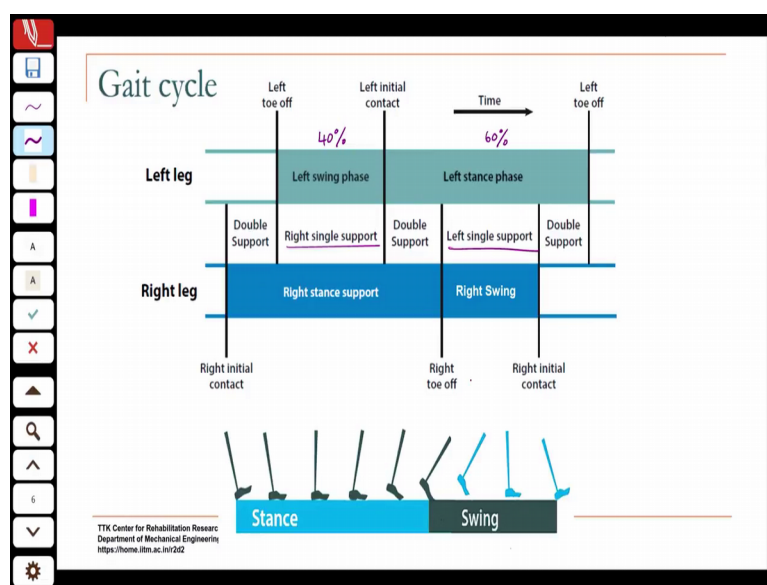 Gait cycle
Left
toe off
Left initial
contact
Time
Left
toe off
40%
60%
Left leg
Left swing phase
Left stance phase
Double
Support
Right single support
Double
Support
Left single support
Double
Support
Right leg
Right stance support
Right Swing
Right initial
contact
Right
toe off
Right initial
contact
Stance
Swing
TTK Center for Rehabilitation Researc
Department of Mechanical Engineering
https://home.iitm.ac.in/r2d2
A
A
6